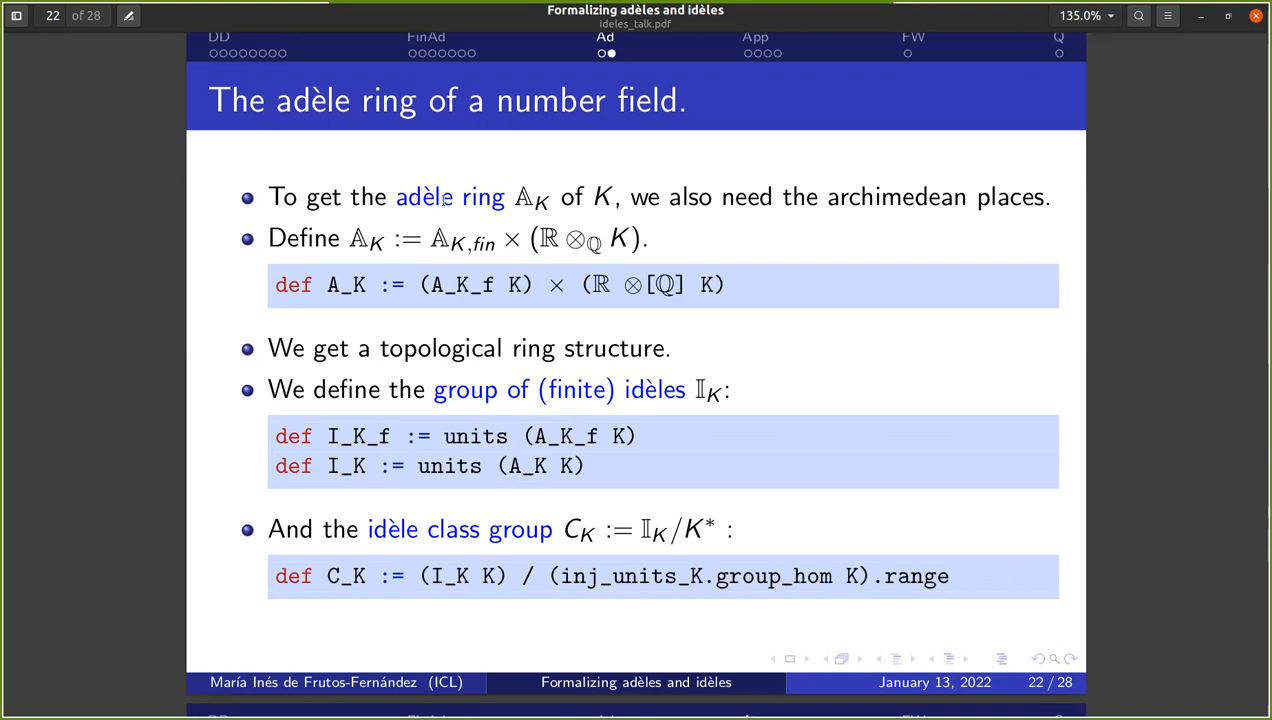 22 of 28
Formalizing adèles and idèles
ideles_talk.pdf
135.0%
DD FinAd Ad App FW Q
The adèle ring of a number field.
To get the adèle ring 𝔸_K of K, we also need the archimedean places.
Define 𝔸_K := 𝔸_{K,fin} × (ℝ ⊗_ℚ K).
def A_K := (A_K_f K) × (ℝ ⊗[ℚ] K)
We get a topological ring structure.
We define the group of (finite) idèles 𝕀_K:
def I_K_f := units (A_K_f K)
def I_K := units (A_K K)
And the idèle class group C_K := 𝕀_K/K* :
def C_K := (I_K K) / (inj_units_K.group_hom K).range
María Inés de Frutos-Fernández (ICL) Formalizing adèles and idèles January 13, 2022 22 / 28